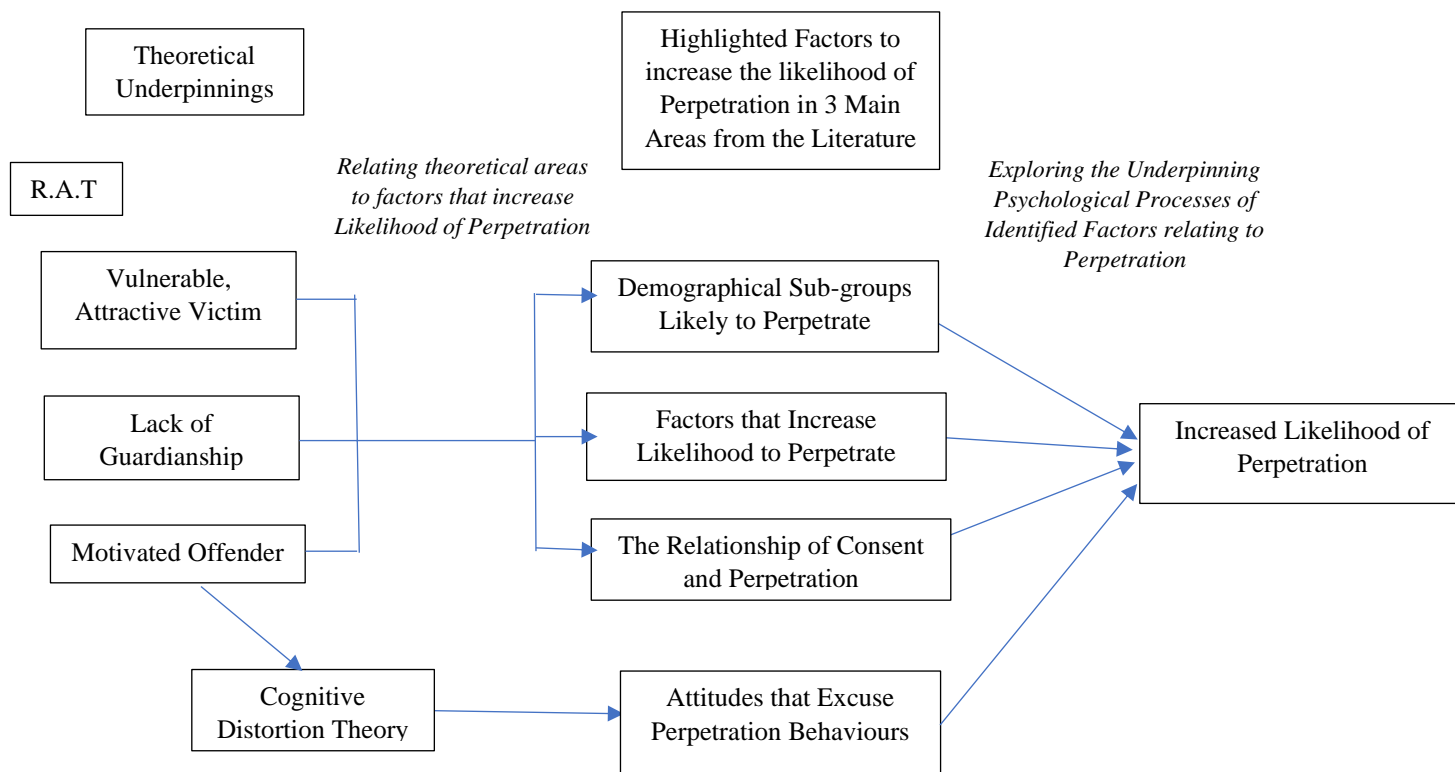 Theoretical
Underpinnings
Highlighted Factors to
increase the likelihood of
Perpetration in 3 Main
Areas from the Literature
R.A.T
Relating theoretical areas
to factors that increase
Likelihood of Perpetration
Exploring the Underpinning
Psychological Processes of
Identified Factors relating to
Perpetration
Vulnerable,
Attractive Victim
Demographical Sub-groups
Likely to Perpetrate
Lack of
Guardianship
Factors that Increase
Likelihood to Perpetrate
Increased Likelihood of
Perpetration
Motivated Offender
The Relationship of Consent
and Perpetration
Cognitive
Distortion Theory
Attitudes that Excuse
Perpetration Behaviours